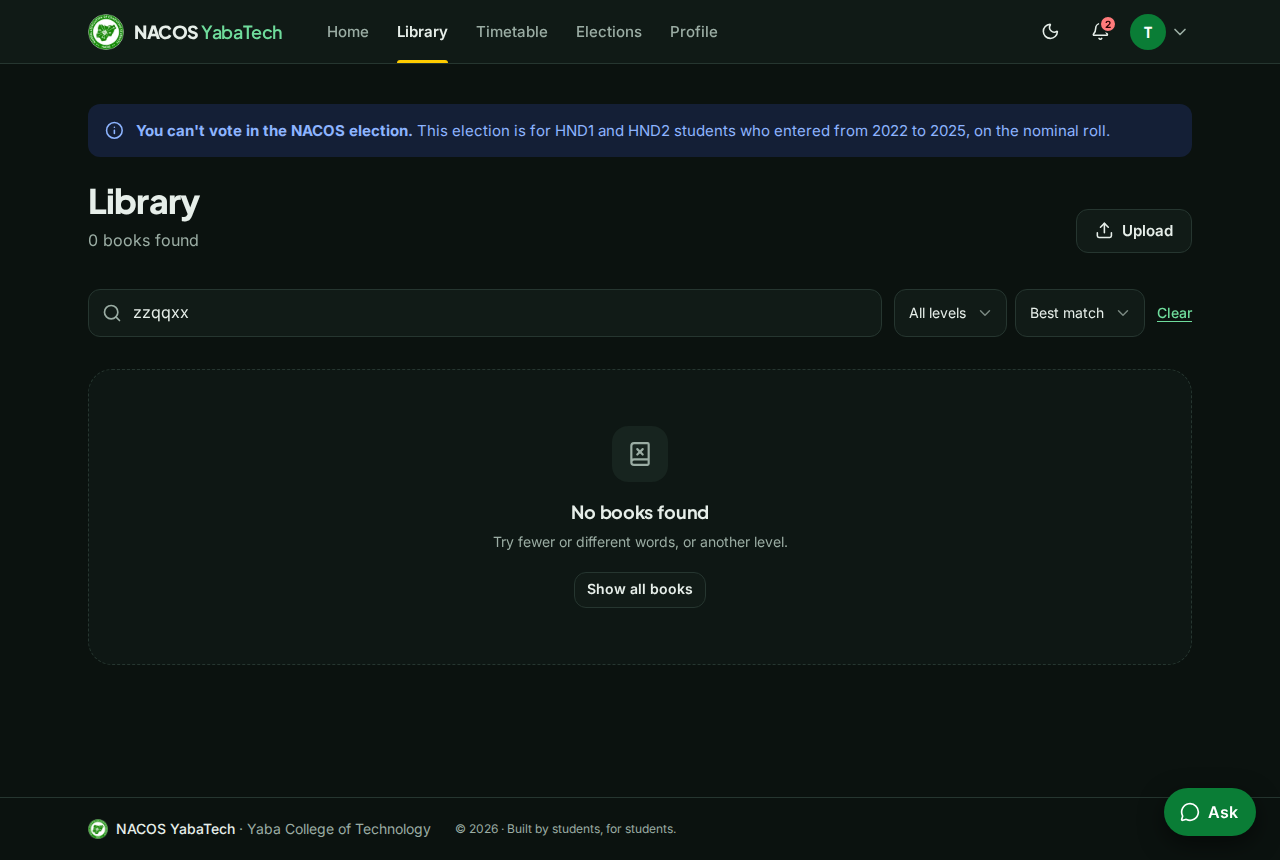 NACOS YabaTech
Home
Library
Timetable
Elections
Profile
2
T
You can't vote in the NACOS election. This election is for HND1 and HND2 students who entered from 2022 to 2025, on the nominal roll.
Library
0 books found
Upload
zzqqxx
All levels
Best match
Clear
No books found
Try fewer or different words, or another level.
Show all books
NACOS YabaTech · Yaba College of Technology
© 2026 · Built by students, for students.
Ask